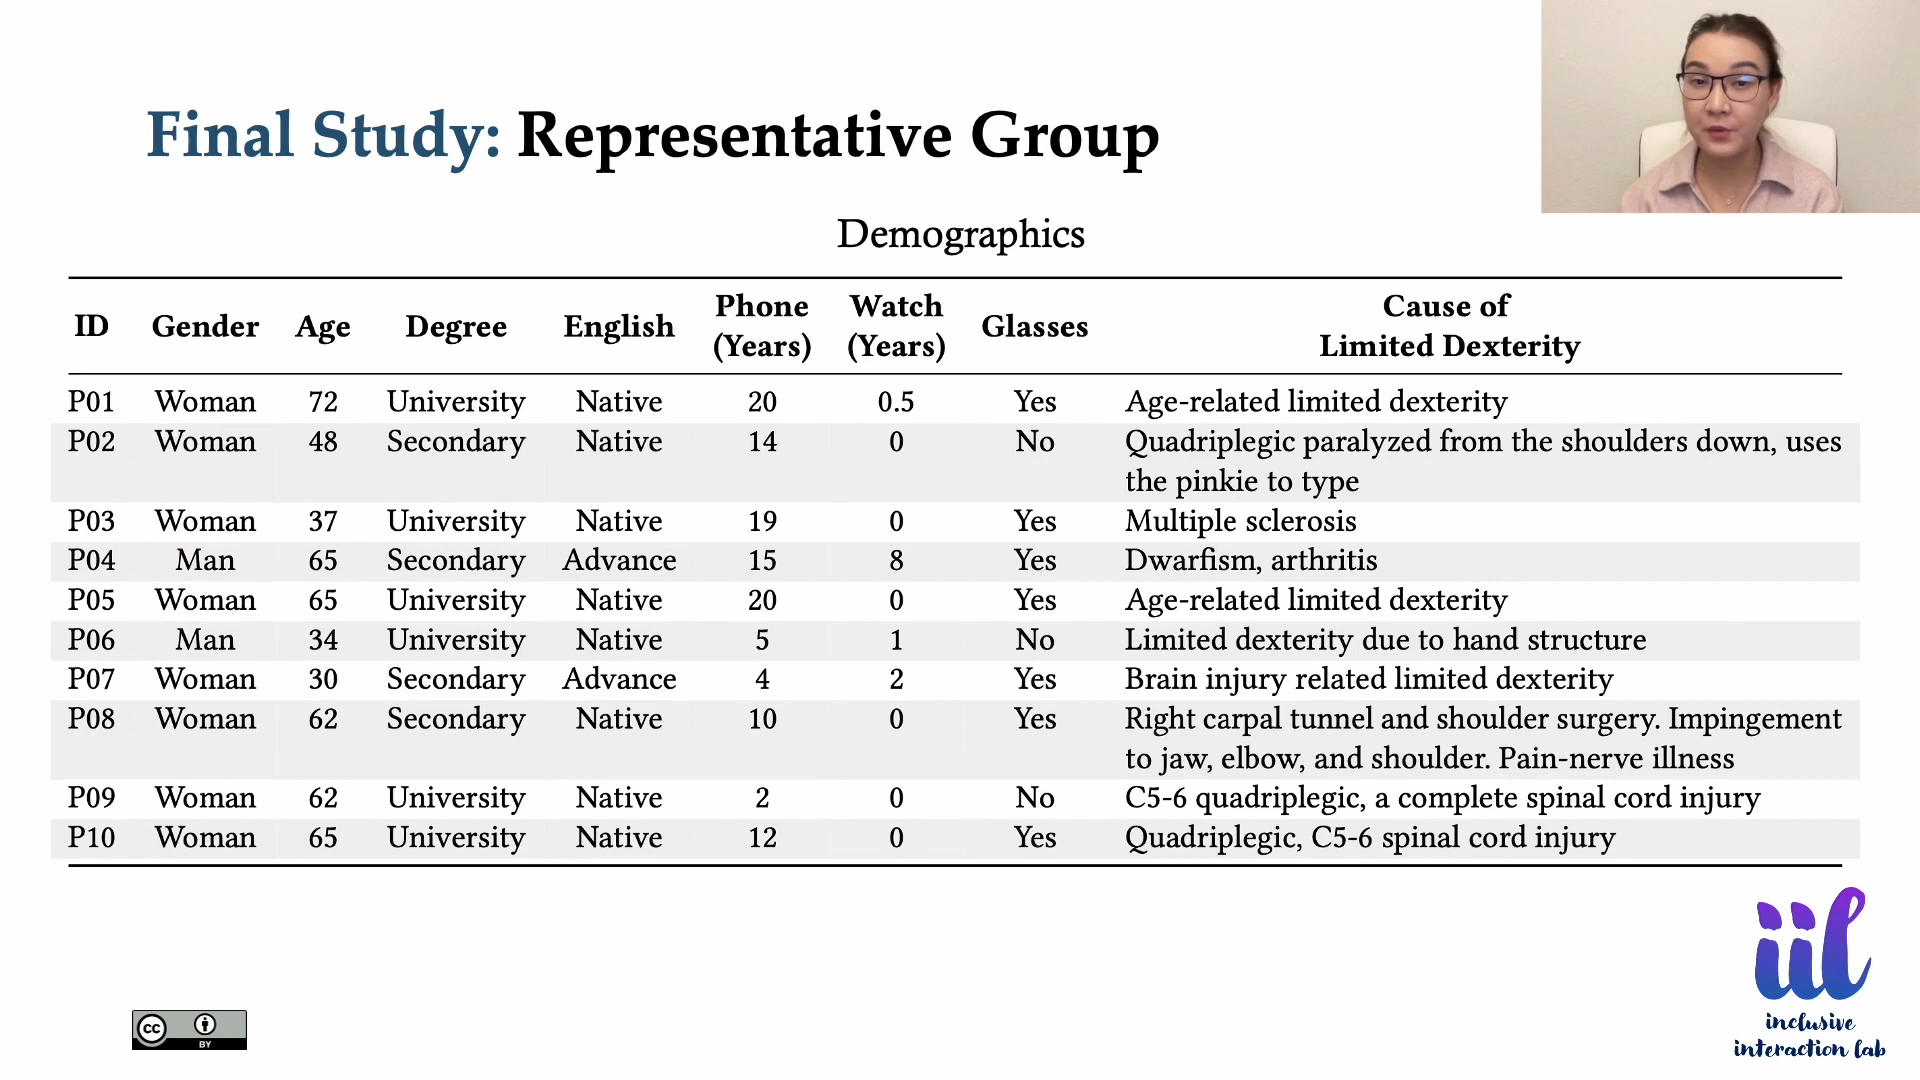 Final Study: Representative Group
Demographics
ID Gender Age Degree English Phone (Years) Watch (Years) Glasses Cause of Limited Dexterity
P01 Woman 72 University Native 20 0.5 Yes Age-related limited dexterity
P02 Woman 48 Secondary Native 14 0 No Quadriplegic paralyzed from the shoulders down, uses
the pinkie to type
P03 Woman 37 University Native 19 0 Yes Multiple sclerosis
P04 Man 65 Secondary Advance 15 8 Yes Dwarfism, arthritis
P05 Woman 65 University Native 20 0 Yes Age-related limited dexterity
P06 Man 34 University Native 5 1 No Limited dexterity due to hand structure
P07 Woman 30 Secondary Advance 4 2 Yes Brain injury related limited dexterity
P08 Woman 62 Secondary Native 10 0 Yes Right carpal tunnel and shoulder surgery. Impingement
to jaw, elbow, and shoulder. Pain-nerve illness
P09 Woman 62 University Native 2 0 No C5-6 quadriplegic, a complete spinal cord injury
P10 Woman 65 University Native 12 0 Yes Quadriplegic, C5-6 spinal cord injury
iil
inclusive
interaction lab
cc
BY